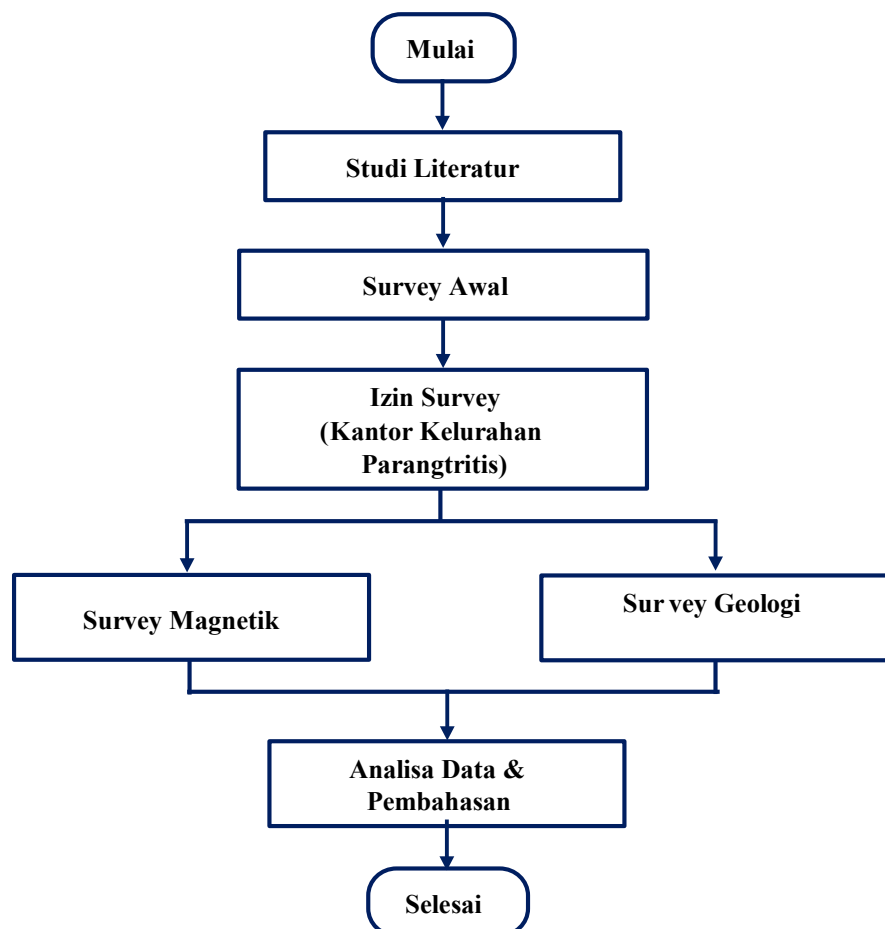 Mulai
Studi Literatur
Survey Awal
Izin Survey
(Kantor Kelurahan
Parangtritis)
Survey Magnetik
Sur vey Geologi
Analisa Data &
Pembahasan
Selesai